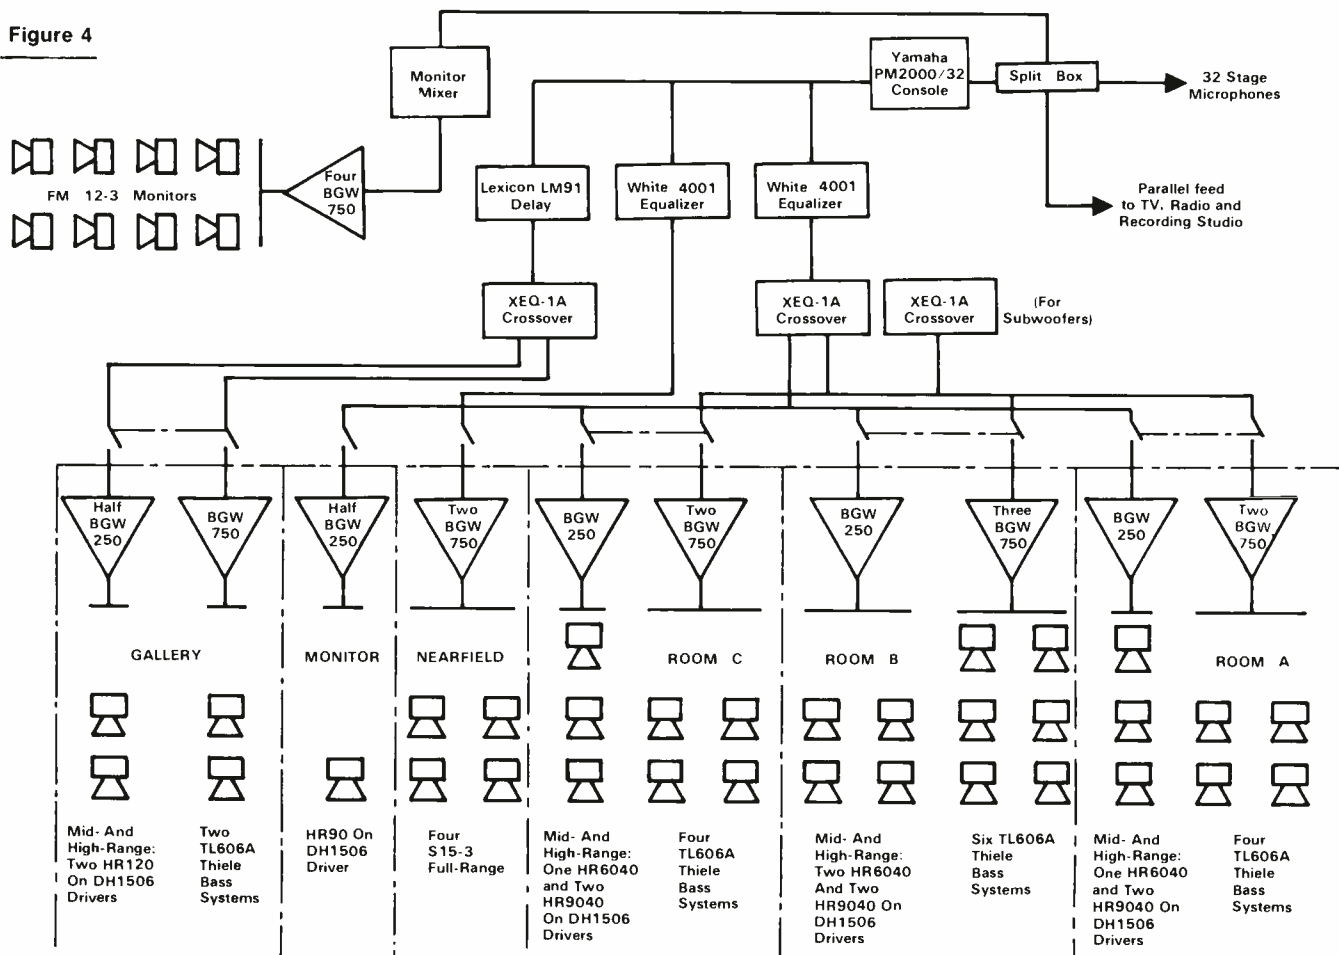 Figure 4
Monitor
Mixer
Yamaha
PM2000/32
Console
Split Box
32 Stage
Microphones
Four
BGW
750
FM 12-3 Monitors
Lexicon LM91
Delay
White 4001
Equalizer
White 4001
Equalizer
Parallel feed
to TV, Radio and
Recording Studio
XEQ-1A
Crossover
XEQ-1A
Crossover
XEQ-1A
Crossover
(For
Subwoofers)
Half
BGW
250
BGW
750
Half
BGW
250
Two
BGW
750
BGW
250
Two
BGW
750
BGW
250
Three
BGW
750
BGW
250
Two
BGW
750
GALLERY
MONITOR
NEARFIELD
ROOM C
ROOM B
ROOM A
Mid- And
High-Range:
Two HR120
On DH1506
Drivers
Two
TL606A
Thiele
Bass
Systems
HR90 On
DH1506
Driver
Four
S15-3
Full-Range
Mid- And
High-Range:
One HR6040
and Two
HR9040
On DH1506
Drivers
Four
TL606A
Thiele
Bass
Systems
Mid- And
High-Range:
Two HR6040
And Two
HR9040 On
DH1506
Drivers
Six TL606A
Thiele
Bass
Systems
Mid- And
High-Range:
One HR6040
and Two
HR9040 On
DH1506
Drivers
Four
TL606A
Thiele
Bass
Systems